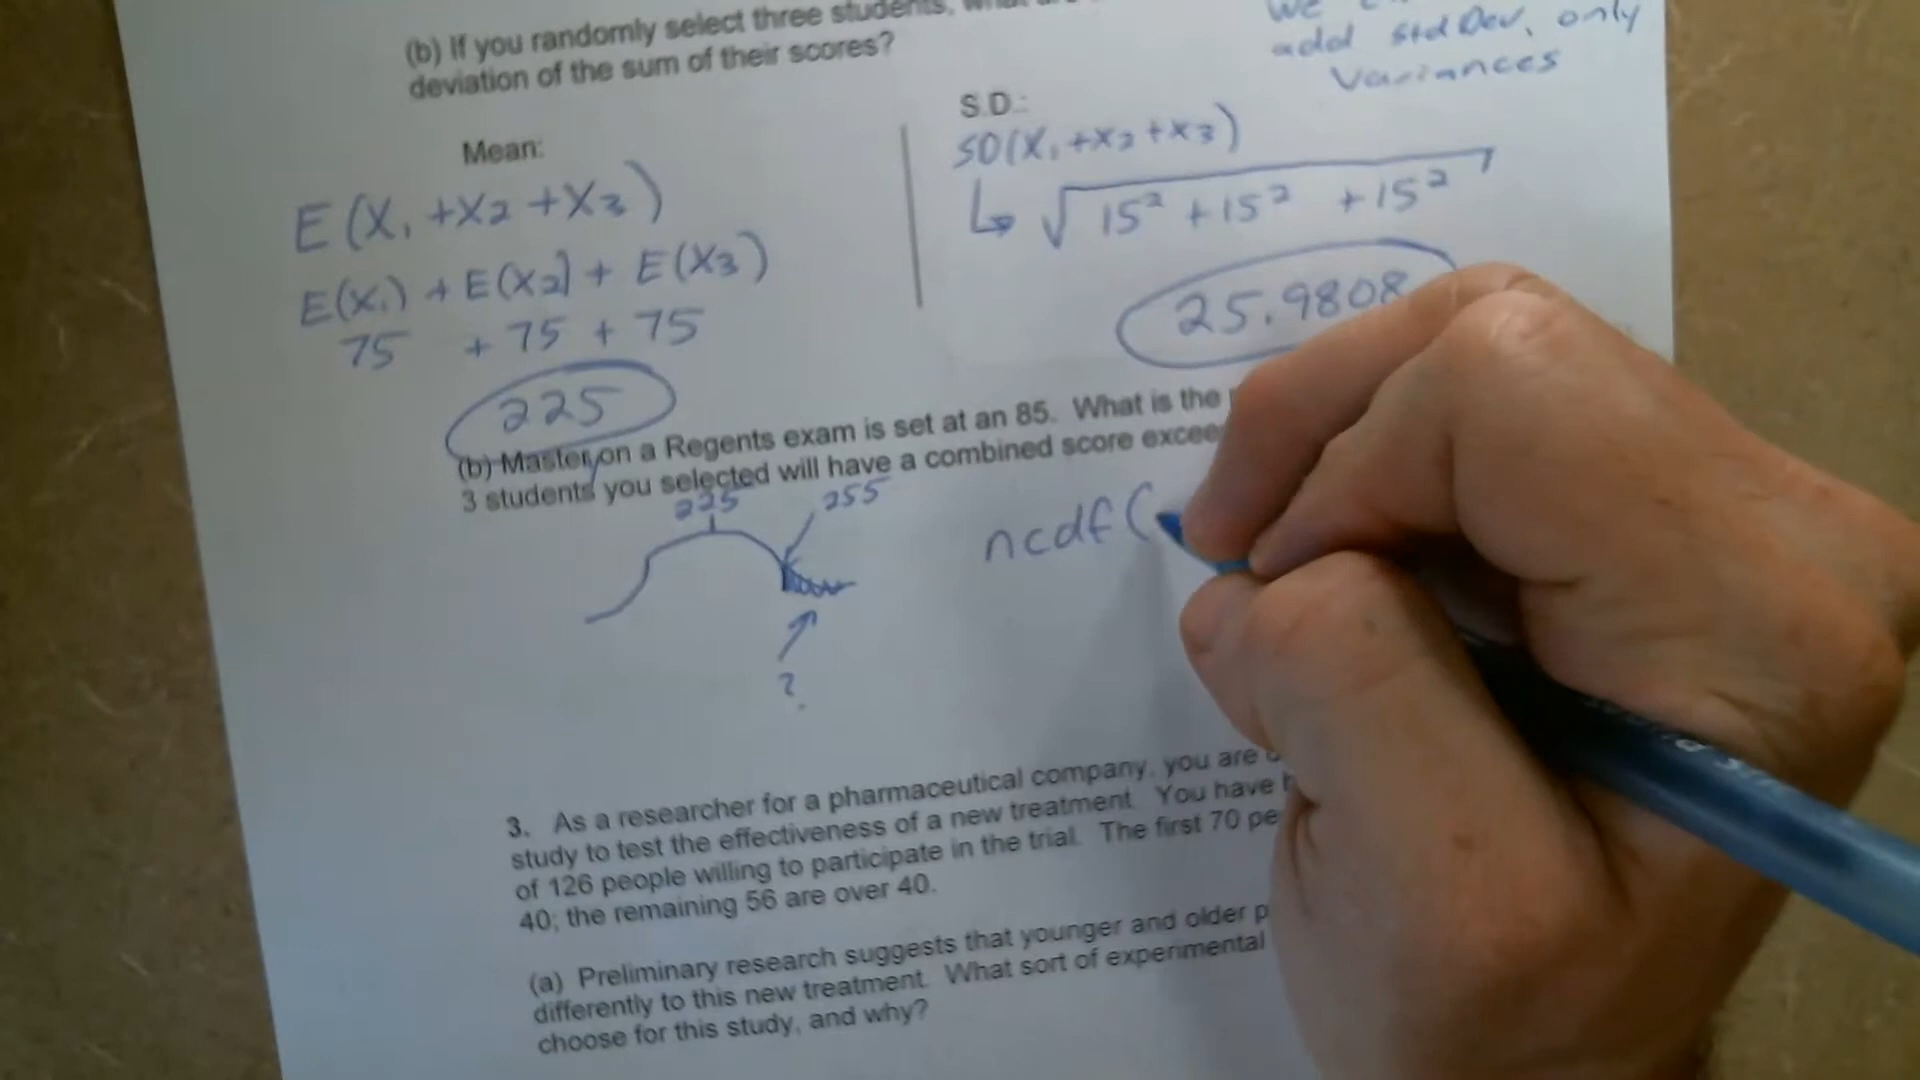 (b) If you randomly select three students, what are
deviation of the sum of their scores?
we
add Std Dev, only
Variances
Mean:
E(X1 +X2 +X3)
E(X1) + E(X2) + E(X3)
75 + 75 + 75
225
S.D.:
SD(X1 +X2 +X3)
↳ √15² +15² +15²
25.9808
(b) Mastery on a Regents exam is set at an 85. What is the
3 students you selected will have a combined score
225
255
ncdf(
?
3. As a researcher for a pharmaceutical company, you are
study to test the effectiveness of a new treatment. You have
of 126 people willing to participate in the trial. The first 70
40; the remaining 56 are over 40.
(a) Preliminary research suggests that younger and older
differently to this new treatment. What sort of experimental
choose for this study, and why?